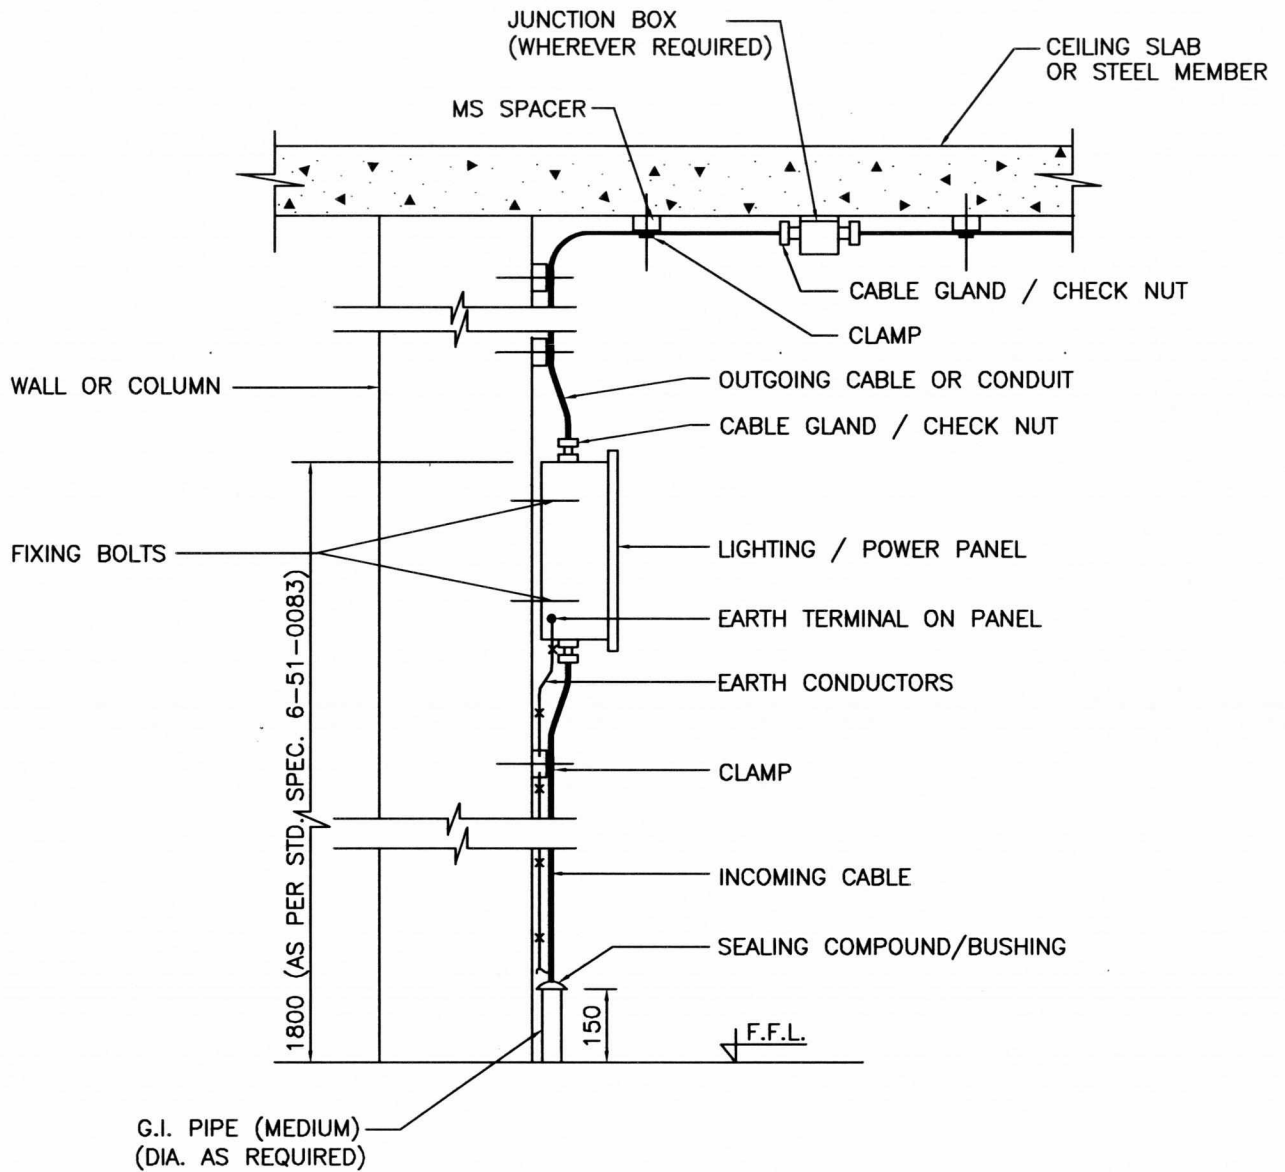 JUNCTION BOX
(WHEREVER REQUIRED)
CEILING SLAB
OR STEEL MEMBER
MS SPACER
CABLE GLAND / CHECK NUT
CLAMP
WALL OR COLUMN
OUTGOING CABLE OR CONDUIT
CABLE GLAND / CHECK NUT
FIXING BOLTS
LIGHTING / POWER PANEL
EARTH TERMINAL ON PANEL
EARTH CONDUCTORS
CLAMP
1800 (AS PER STD. SPEC. 6-51-0083)
INCOMING CABLE
SEALING COMPOUND/BUSHING
150
F.F.L.
G.I. PIPE (MEDIUM)
(DIA. AS REQUIRED)